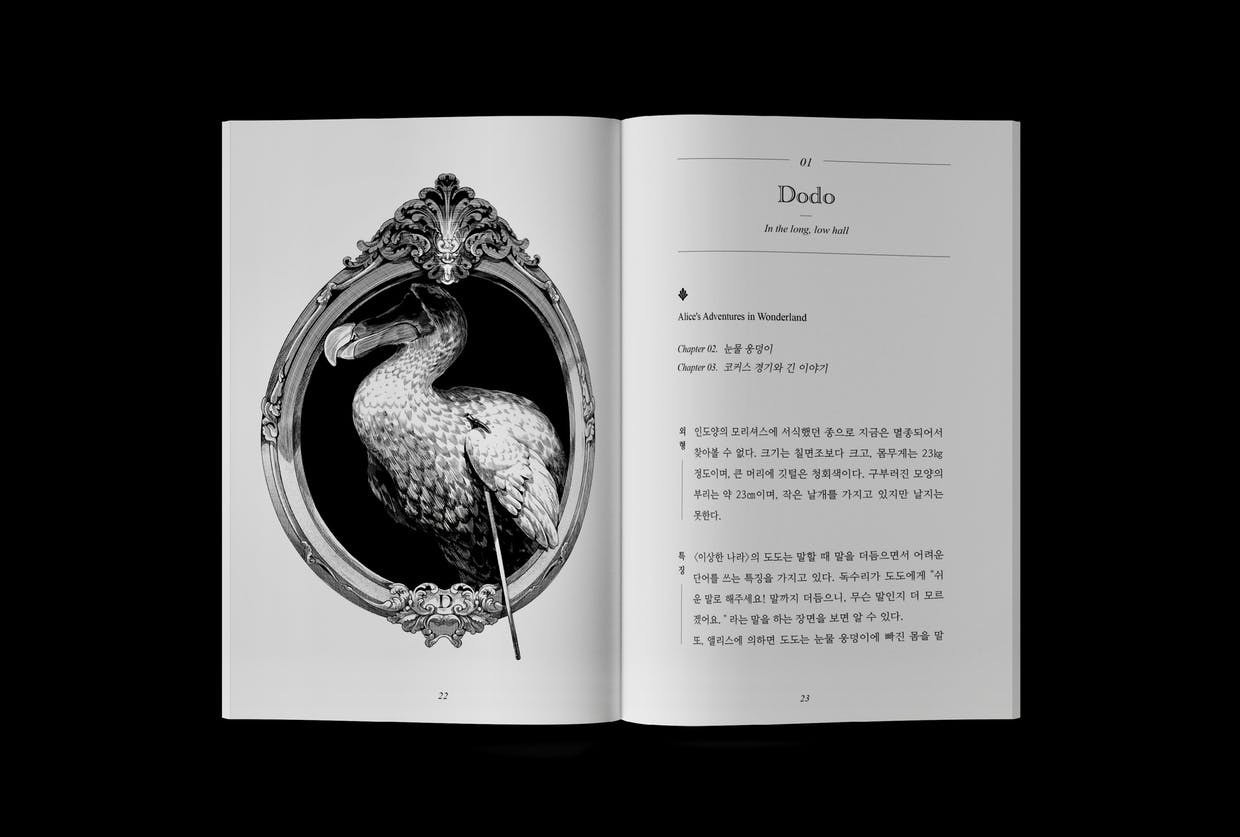 D
22
01
Dodo
In the long, low hall
Alice's Adventures in Wonderland
Chapter 02. 눈물 웅덩이
Chapter 03. 코커스 경기와 긴 이야기
외형
인도양의 모리셔스에 서식했던 종으로 지금은 멸종되어서
찾아볼 수 없다. 크기는 칠면조보다 크고, 몸무게는 23kg
정도이며, 큰 머리에 깃털은 청회색이다. 구부러진 모양의
부리는 약 23㎝이며, 작은 날개를 가지고 있지만 날지는
못한다.
특징
〈이상한 나라〉의 도도는 말할 때 말을 더듬으면서 어려운
단어를 쓰는 특징을 가지고 있다. 독수리가 도도에게 "쉬
운 말로 해주세요! 말까지 더듬으니, 무슨 말인지 더 모르
겠어요." 라는 말을 하는 장면을 보면 알 수 있다.
또, 앨리스에 의하면 도도는 눈물 웅덩이에 빠진 몸을 말
23